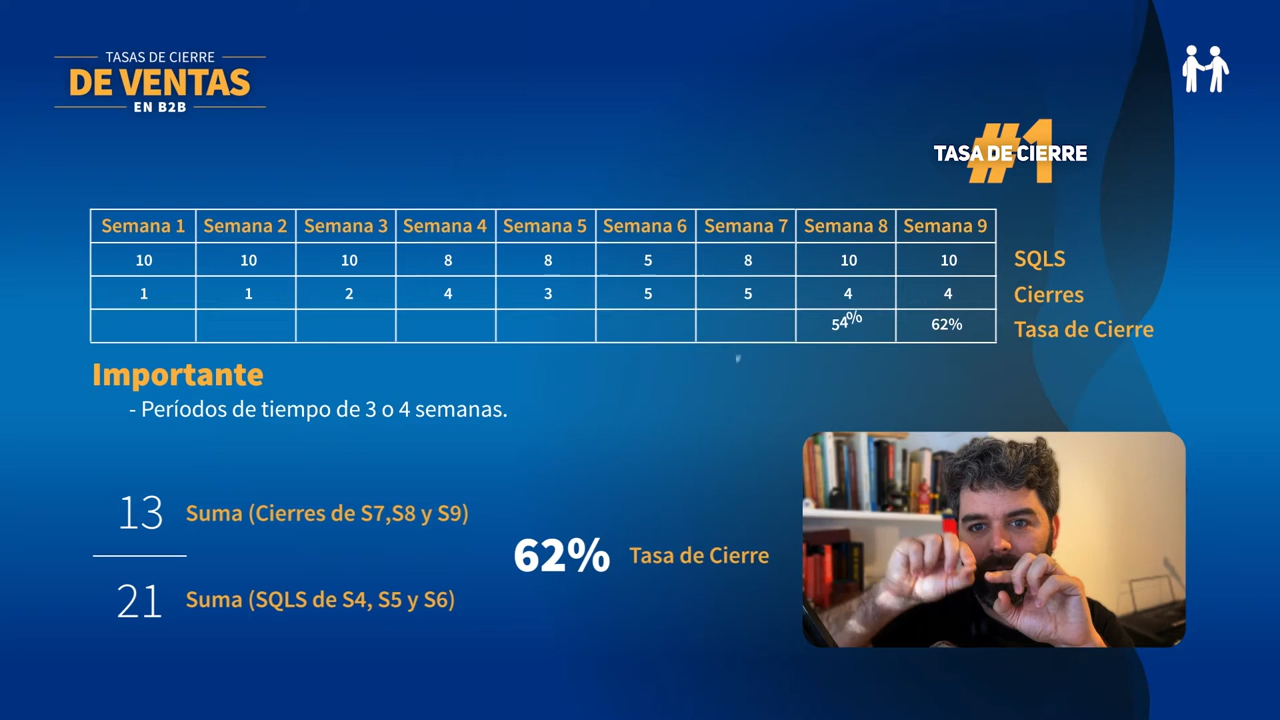 TASAS DE CIERRE
DE VENTAS
EN B2B
#1
TASA DE CIERRE
Semana 1 Semana 2 Semana 3 Semana 4 Semana 5 Semana 6 Semana 7 Semana 8 Semana 9
10 10 10 8 8 5 8 10 10 SQLS
1 1 2 4 3 5 5 4 4 Cierres
54% 62% Tasa de Cierre
Importante
- Períodos de tiempo de 3 o 4 semanas.
13 Suma (Cierres de S7,S8 y S9)
62% Tasa de Cierre
21 Suma (SQLS de S4, S5 y S6)